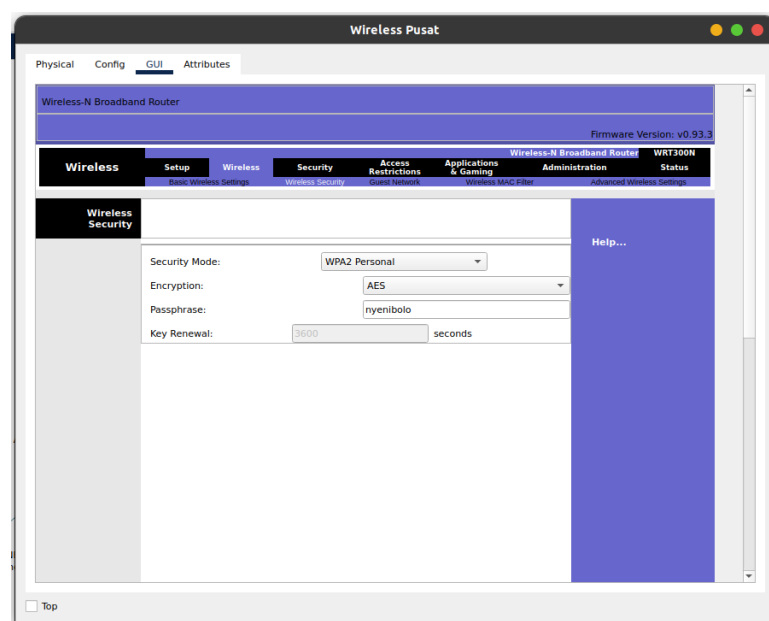 Wireless Pusat
Physical Config GUI Attributes
Wireless-N Broadband Router
Firmware Version: v0.93.3
Wireless-N Broadband Router WRT300N
Wireless Setup Wireless Security Access Restrictions Applications & Gaming Administration Status
Basic Wireless Settings Wireless Security Guest Network Wireless MAC Filter Advanced Wireless Settings
Wireless Security
Help...
Security Mode: WPA2 Personal
Encryption: AES
Passphrase: nyenibolo
Key Renewal: 3600 seconds
Top